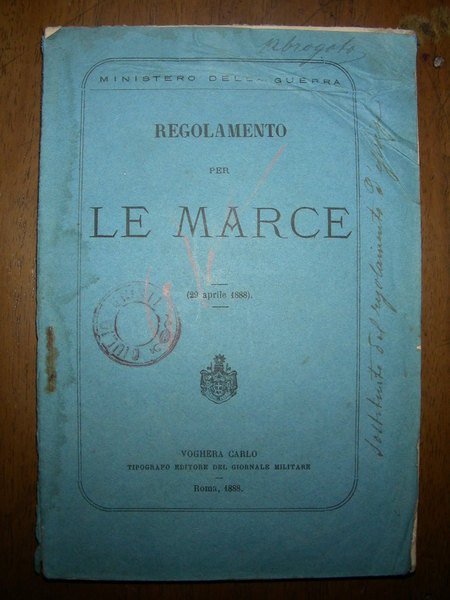 Abrogato
MINISTERO DELLA GUERRA
REGOLAMENTO
PER
LE MARCE
(29 aprile 1888).
VOGHERA CARLO
TIPOGRAFO EDITORE DEL GIORNALE MILITARE
Roma, 1888.
Sostituito dal regolamento di